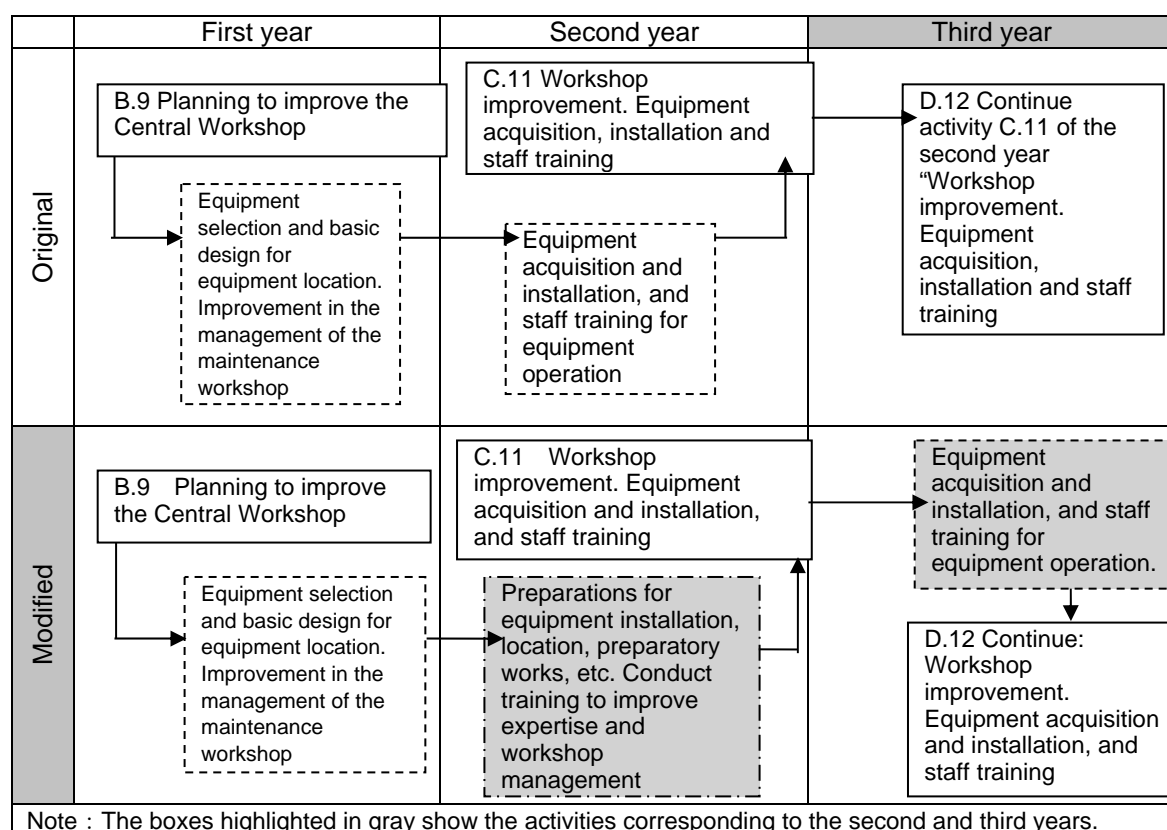 First year
Second year
Third year
Original
B.9 Planning to improve the
Central Workshop
Equipment
selection and basic
design for
equipment location.
Improvement in the
management of the
maintenance
workshop
C.11 Workshop
improvement. Equipment
acquisition, installation and
staff training
Equipment
acquisition and
installation, and
staff training for
equipment
operation
D.12 Continue
activity C.11 of the
second year
“Workshop
improvement.
Equipment
acquisition,
installation and staff
training
Modified
B.9 Planning to improve
the Central Workshop
Equipment selection
and basic design for
equipment location.
Improvement in the
management of the
maintenance
workshop
C.11 Workshop
improvement. Equipment
acquisition and installation,
and staff training
Preparations for
equipment installation,
location, preparatory
works, etc. Conduct
training to improve
expertise and
workshop
management
Equipment
acquisition and
installation, and staff
training for
equipment operation.
D.12 Continue:
Workshop
improvement.
Equipment acquisition
and installation, and
staff training
Note : The boxes highlighted in gray show the activities corresponding to the second and third years.